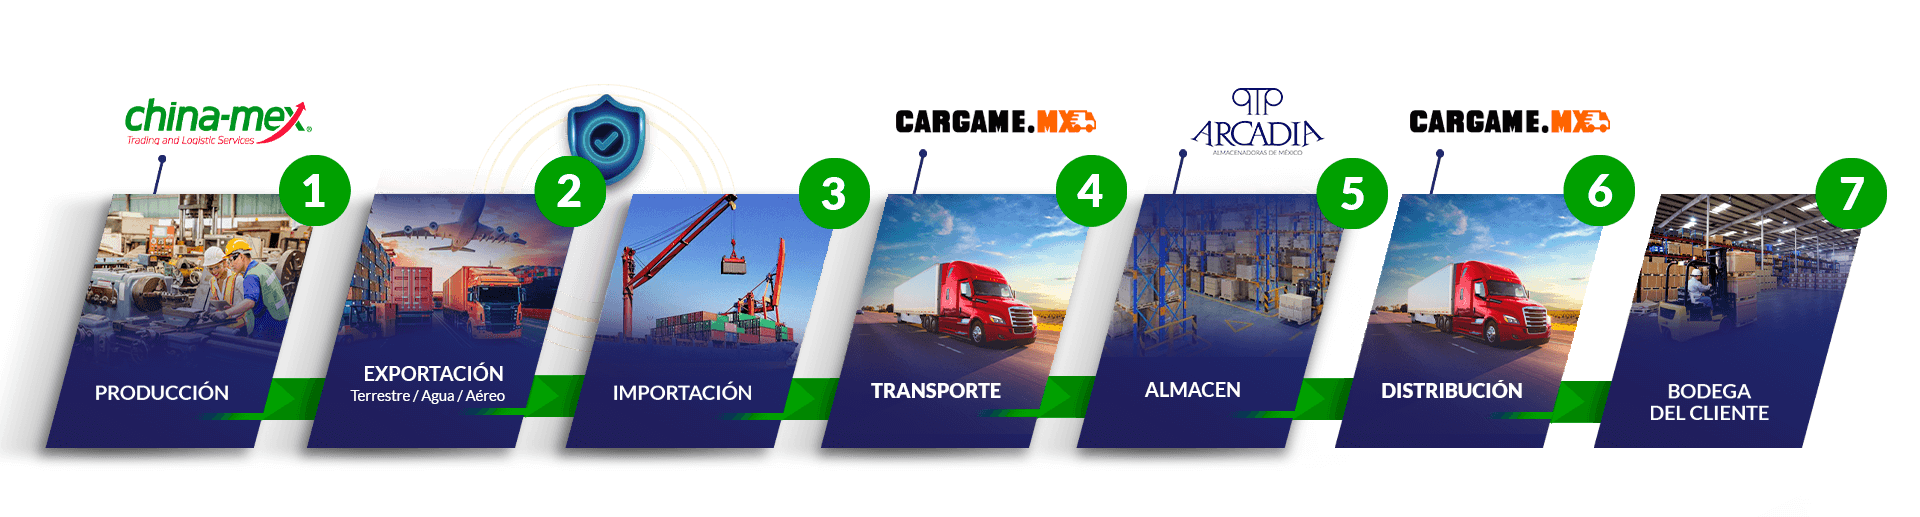 china-mex®
Trading and Logistic Services
CARGAME.MX
ARCADIA
ALMACENADORAS DE MÉXICO
CARGAME.MX
1
2
3
4
5
6
7
PRODUCCIÓN
EXPORTACIÓN
Terrestre / Agua / Aéreo
IMPORTACIÓN
TRANSPORTE
ALMACEN
DISTRIBUCIÓN
BODEGA
DEL CLIENTE